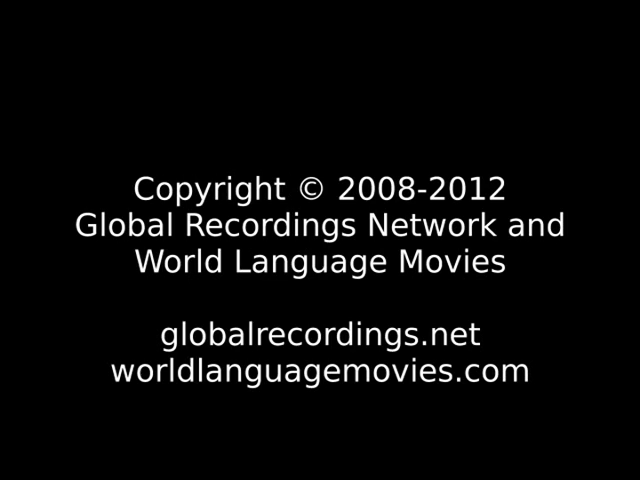 Copyright © 2008-2012
Global Recordings Network and
World Language Movies
globalrecordings.net
worldlanguagemovies.com